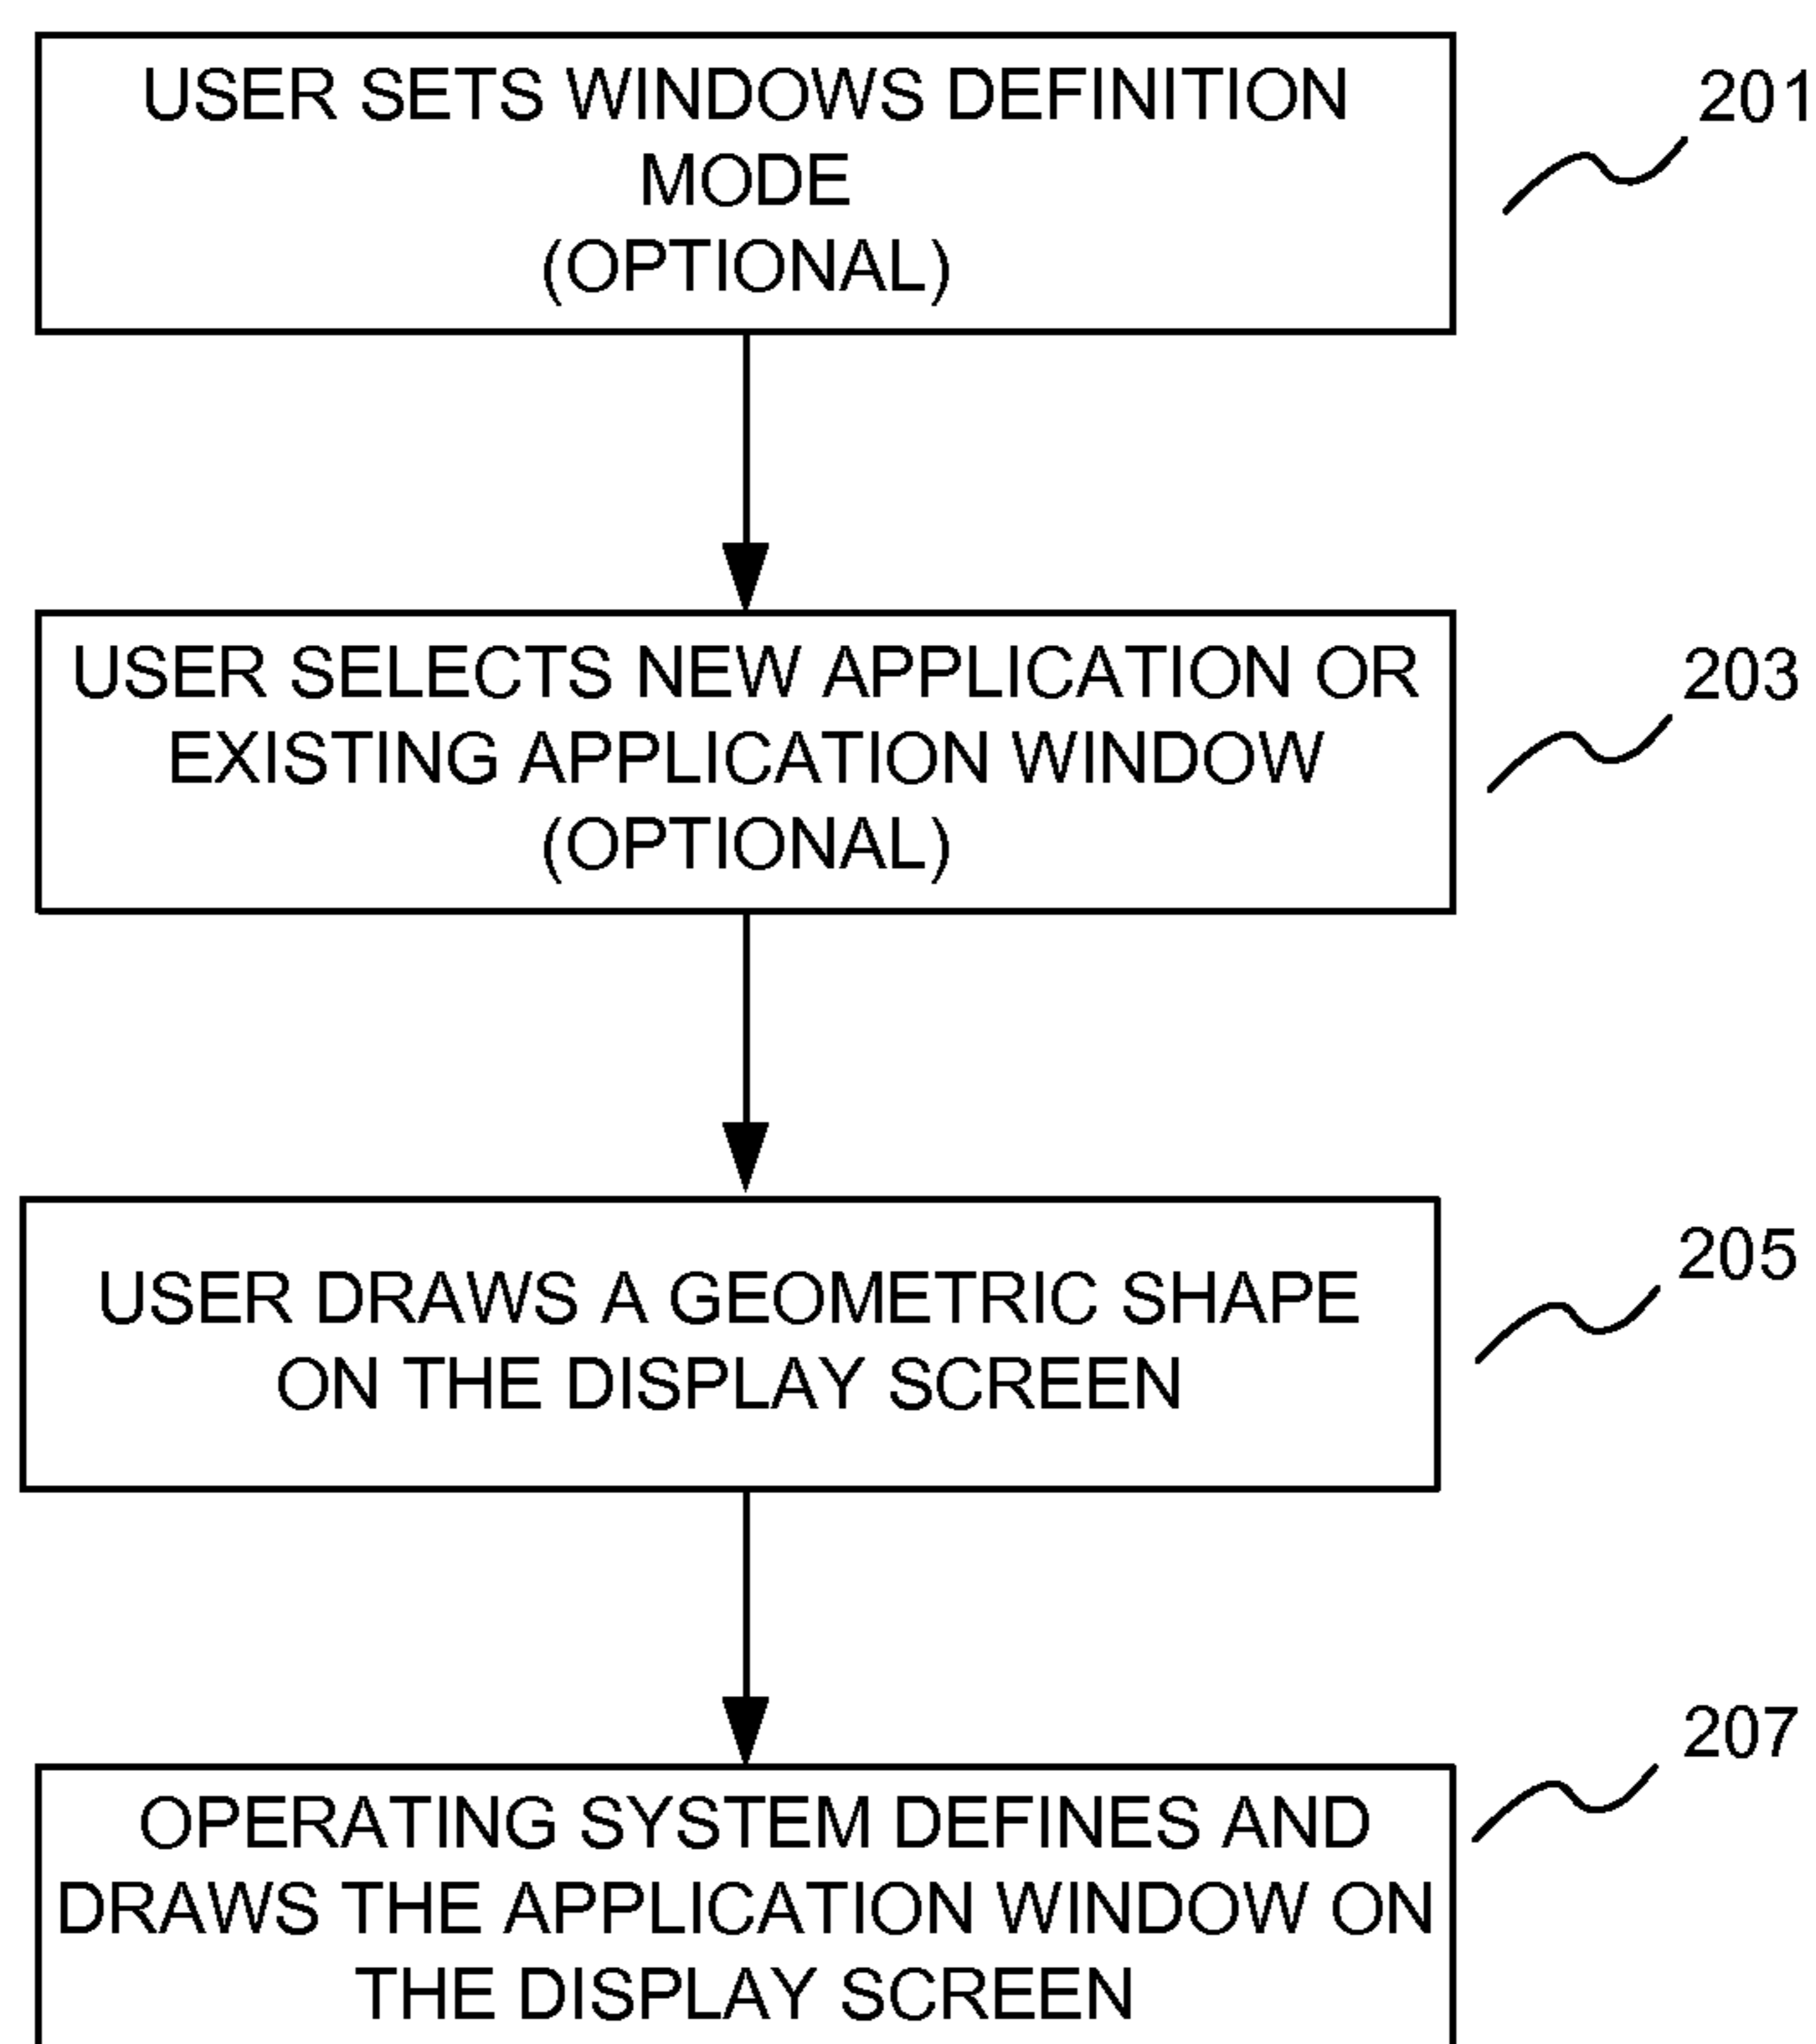 USER SETS WINDOWS DEFINITION
MODE
(OPTIONAL)
201
USER SELECTS NEW APPLICATION OR
EXISTING APPLICATION WINDOW
(OPTIONAL)
203
USER DRAWS A GEOMETRIC SHAPE
ON THE DISPLAY SCREEN
205
OPERATING SYSTEM DEFINES AND
DRAWS THE APPLICATION WINDOW ON
THE DISPLAY SCREEN
207